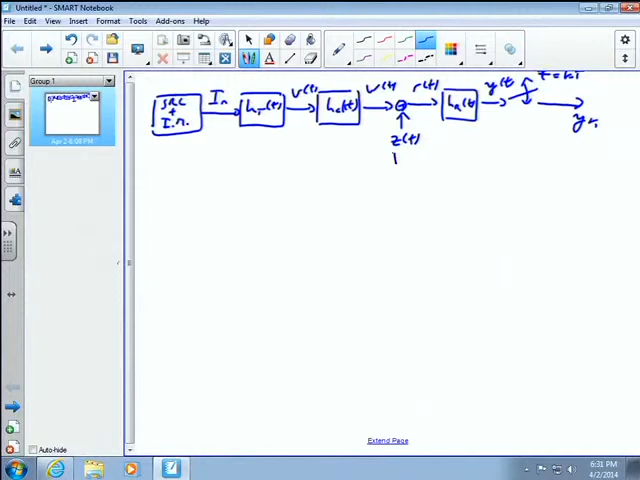 Untitled * - SMART Notebook
File Edit View Insert Format Tools Add-ons Help
Group 1
Apr 2-6:08 PM
SRC
+
I.M.
In
hT(t)
v(t)
hc(t)
w(t)
r(t)
hR(t)
y(t)
t=kT
yk
z(t)
Extend Page
Auto-hide
6:31 PM
4/2/2014